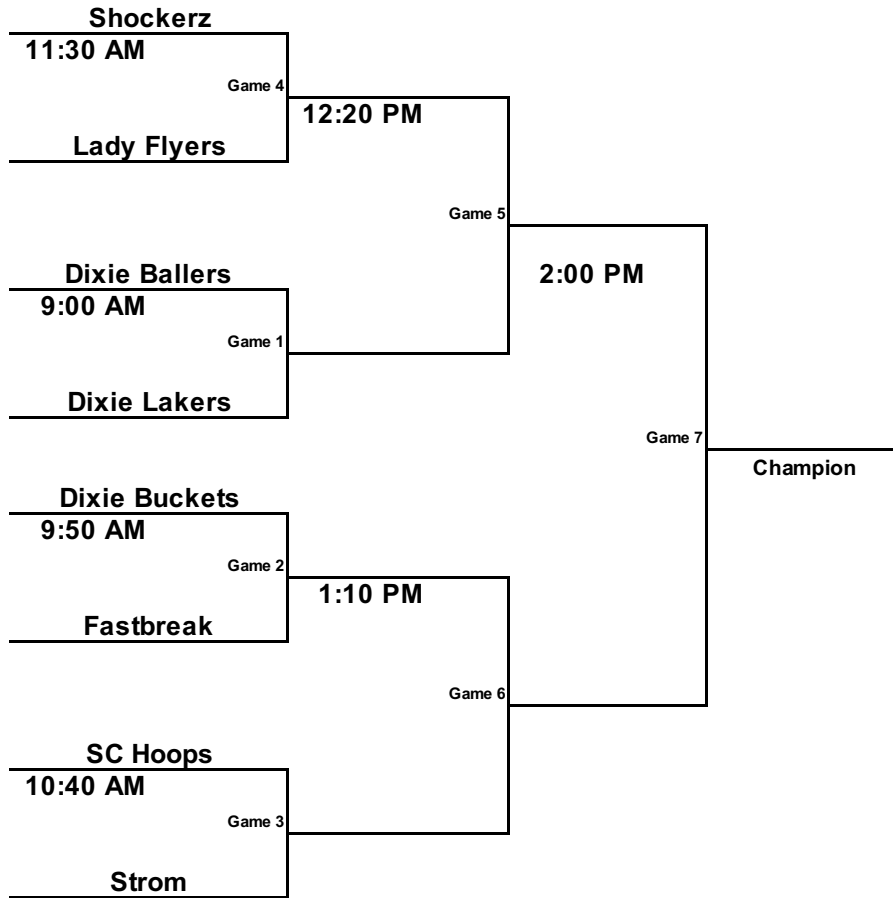 Shockerz
11:30 AM
Game 4
12:20 PM
Lady Flyers
Game 5
Dixie Ballers
2:00 PM
9:00 AM
Game 1
Dixie Lakers
Game 7
Champion
Dixie Buckets
9:50 AM
Game 2
1:10 PM
Fastbreak
Game 6
SC Hoops
10:40 AM
Game 3
Strom